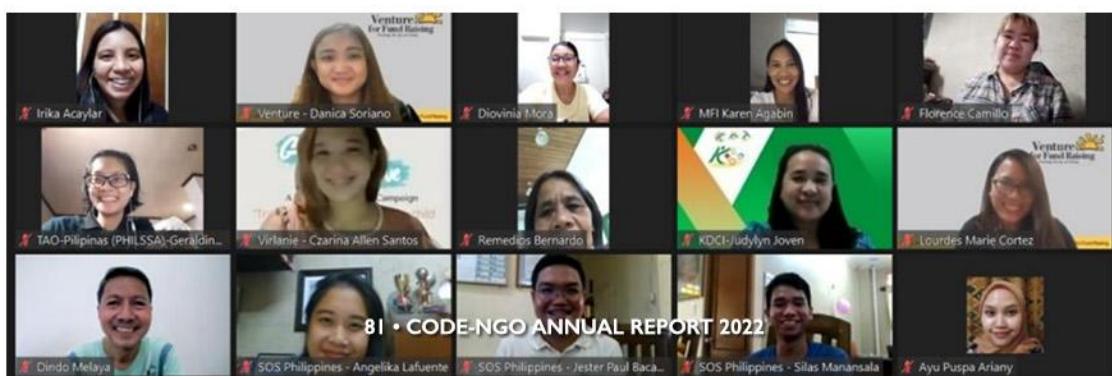 Venture
for Fund Raising
Irika Acaylar
Venture - Danica Soriano
Diovinia Mora
MFI Karen Agabin
Florence Camillo
Venture
for Fund Raising
TAO-Pilipinas (PHILSSA)-Geraldin...
Virlanie - Czarina Allen Santos
Remedios Bernardo
KDCI-Judylyn Joven
Lourdes Marie Cortez
81 • CODE-NGO ANNUAL REPORT 2022
Dindo Melaya
SOS Philippines - Angelika Lafuente
SOS Philippines - Jester Paul Baca...
SOS Philippines - Silas Manansala
Ayu Puspa Ariany